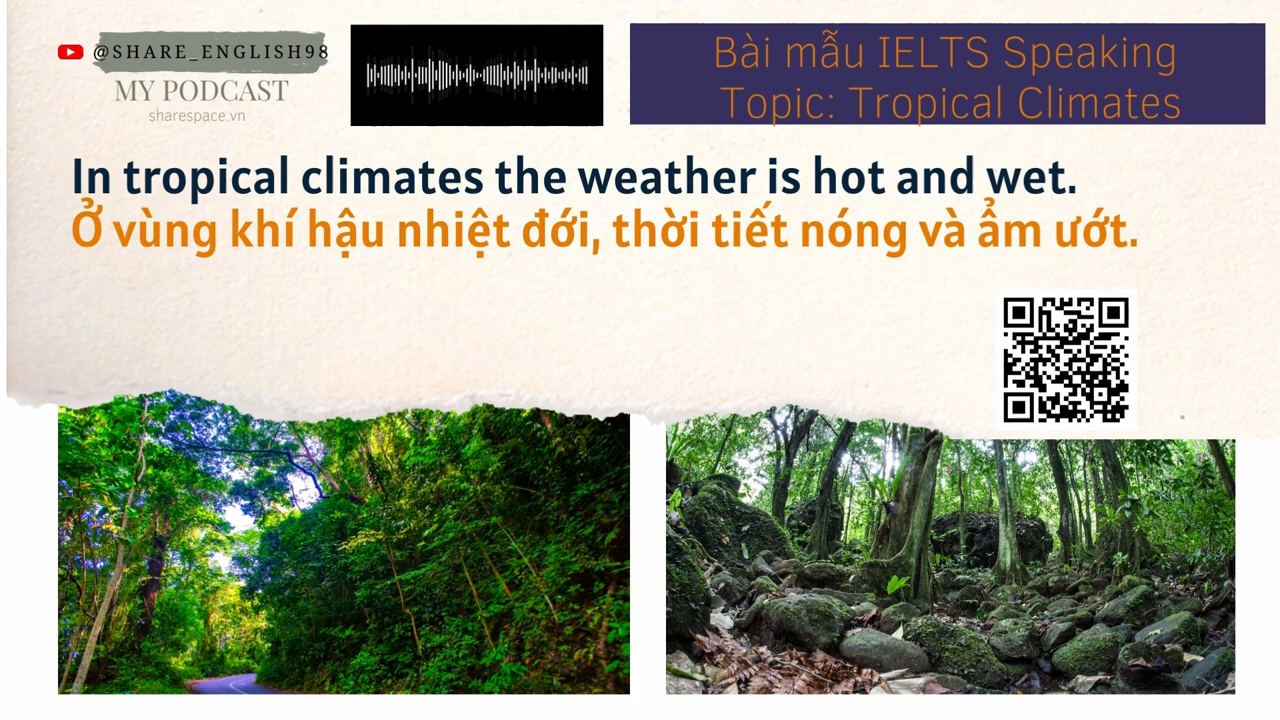 @SHARE_ENGLISH98
MY PODCAST
sharespace.vn
Bài mẫu IELTS Speaking
Topic: Tropical Climates
In tropical climates the weather is hot and wet.
Ở vùng khí hậu nhiệt đới, thời tiết nóng và ẩm ướt.